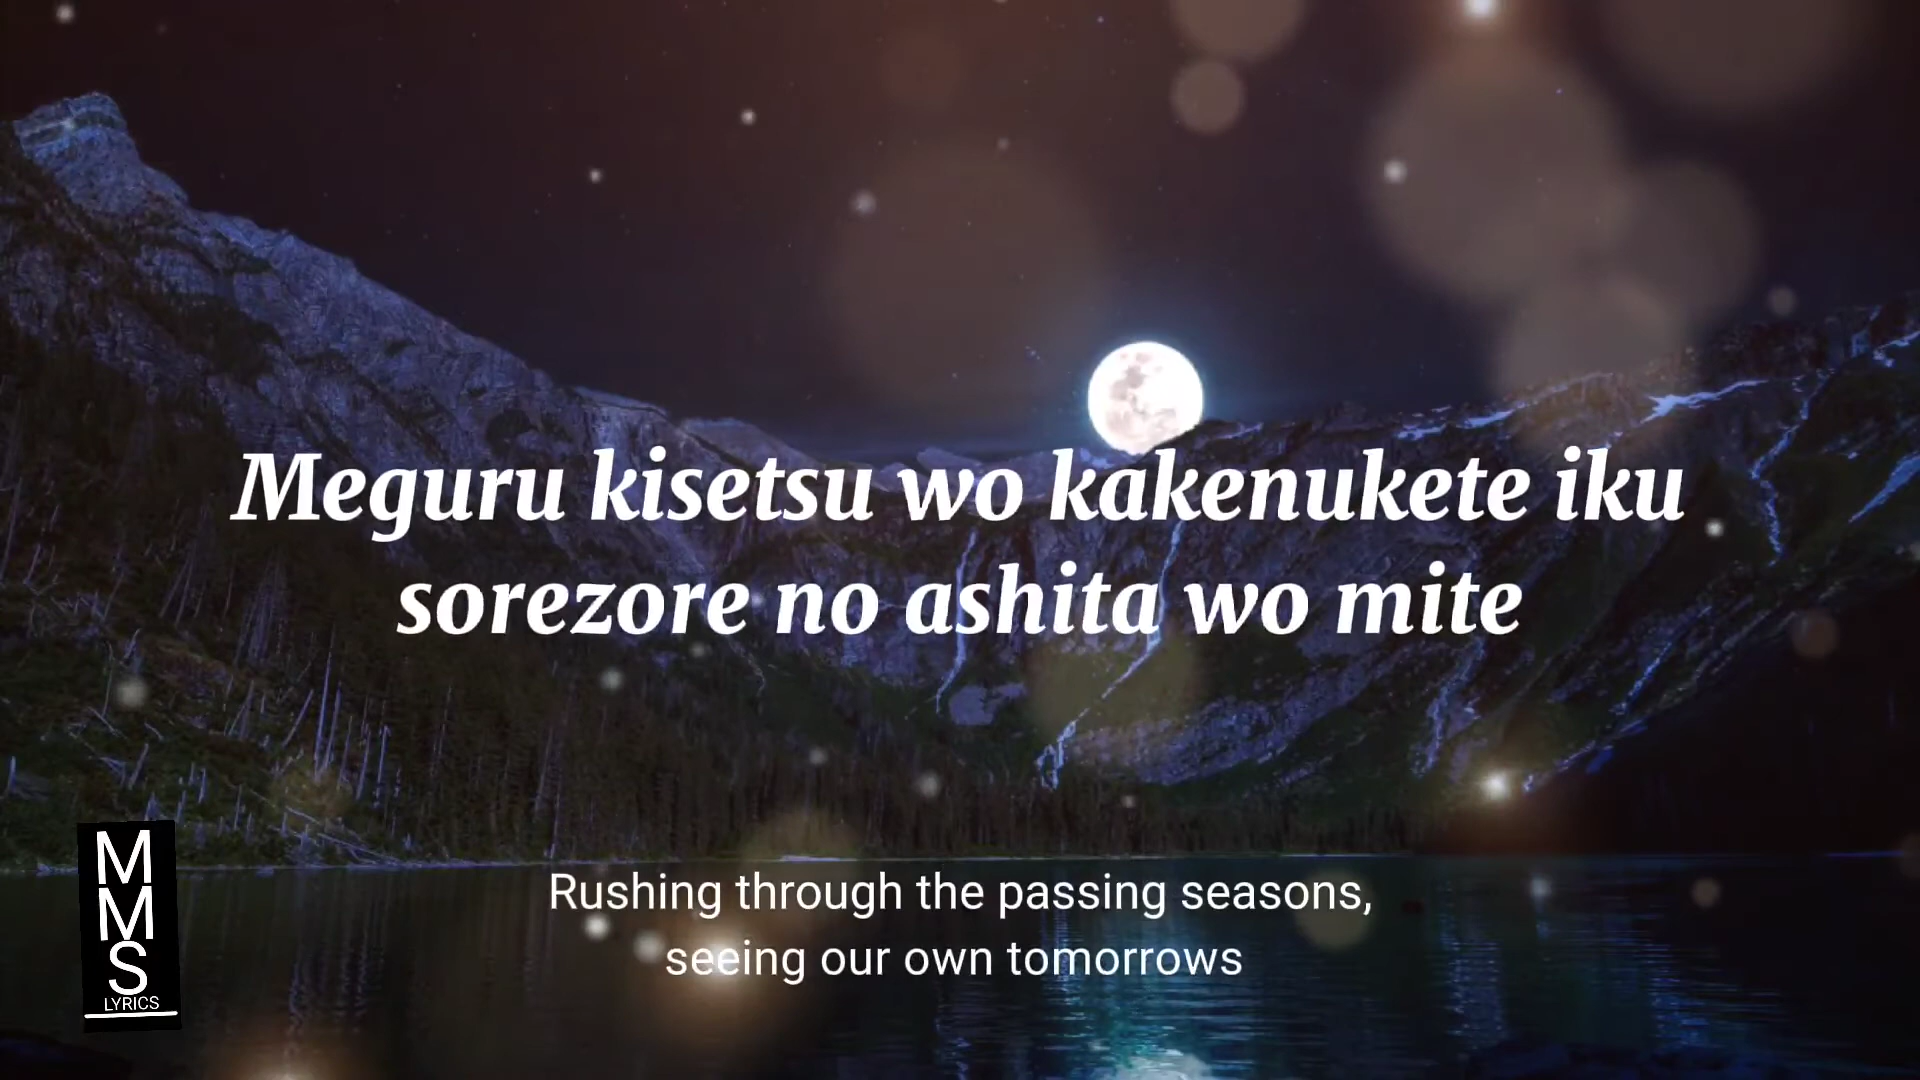 Meguru kisetsu wo kakenukete iku
sorezore no ashita wo mite
Rushing through the passing seasons,
seeing our own tomorrows
M
M
S
LYRICS